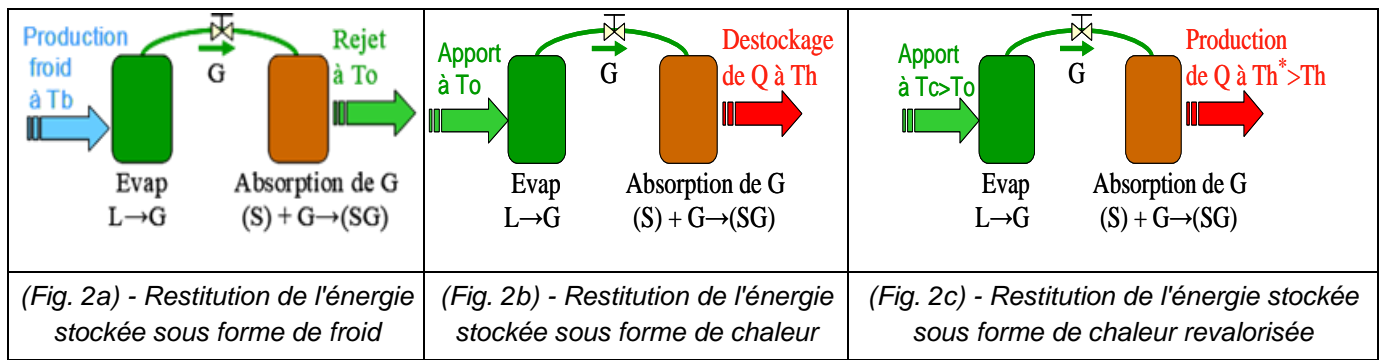 Production
froid
à Tb
G
Rejet
à To
Evap
L→G
Absorption de G
(S) + G→(SG)
Apport
à To
G
Destockage
de Q à Th
Evap
L→G
Absorption de G
(S) + G→(SG)
Apport
à Tc>To
G
Production
de Q à Th*>Th
Evap
L→G
Absorption de G
(S) + G→(SG)
(Fig. 2a) - Restitution de l'énergie
stockée sous forme de froid
(Fig. 2b) - Restitution de l'énergie
stockée sous forme de chaleur
(Fig. 2c) - Restitution de l'énergie stockée
sous forme de chaleur revalorisée